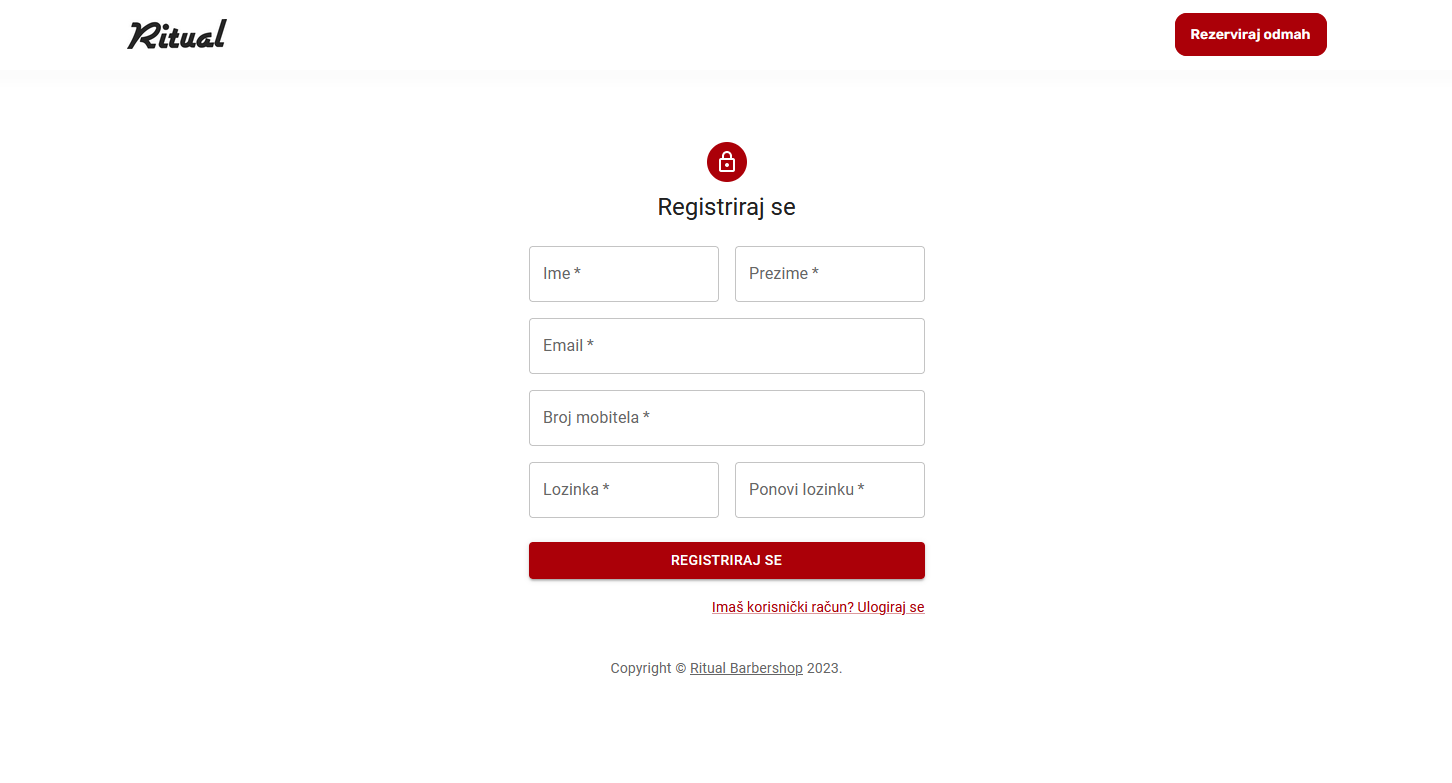 Ritual
Rezerviraj odmah
Registriraj se
Ime *
Prezime *
Email *
Broj mobitela *
Lozinka *
Ponovi lozinku *
REGISTRIRAJ SE
Imaš korisnički račun? Ulogiraj se
Copyright © Ritual Barbershop 2023.